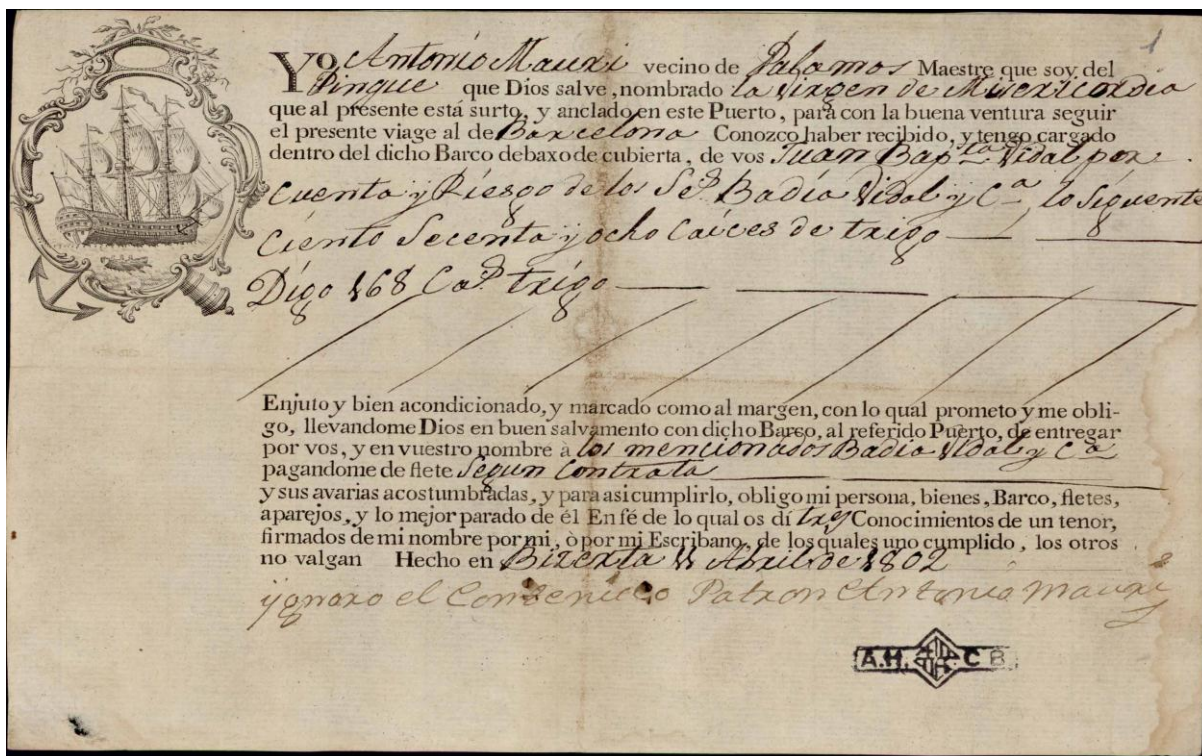 1
Yo Antonio Mauri vecino de Palamos Maestre que soy del
Pinque que Dios salve, nombrado la Virgen de Misericordia
que al presente está surto, y anclado en este Puerto, para con la buena ventura seguir
el presente viage al de Barcelona Conozco haber recibido, y tengo cargado
dentro del dicho Barco debaxo de cubierta, de vos Juan Bap.ta Vidal por
Cuenta y Riesgo de los Se.s Badia Vidal y C.a lo Siguente
Ciento Secenta y ocho Caíces de trigo
Digo 168 Ca.s trigo
Enjuto y bien acondicionado, y marcado como al margen, con lo qual prometo y me obli-
go, llevandome Dios en buen salvamento con dicho Barco, al referido Puerto, de entregar
por vos, y en vuestro nombre à los mencionados Badia Vidal y C.a
pagandome de flete Segun Contrata
y sus avarias acostumbradas, y para asi cumplirlo, obligo mi persona, bienes, Barco, fletes,
aparejos, y lo mejor parado de él En fé de lo qual os dí tres Conocimientos de un tenor,
firmados de mi nombre por mi, ò por mi Escribano, de los quales uno cumplido, los otros
no valgan Hecho en Bizerta 11 Abril de 1802
ygnoro el Contenido Patron Antonio Mauri
A.H. C B